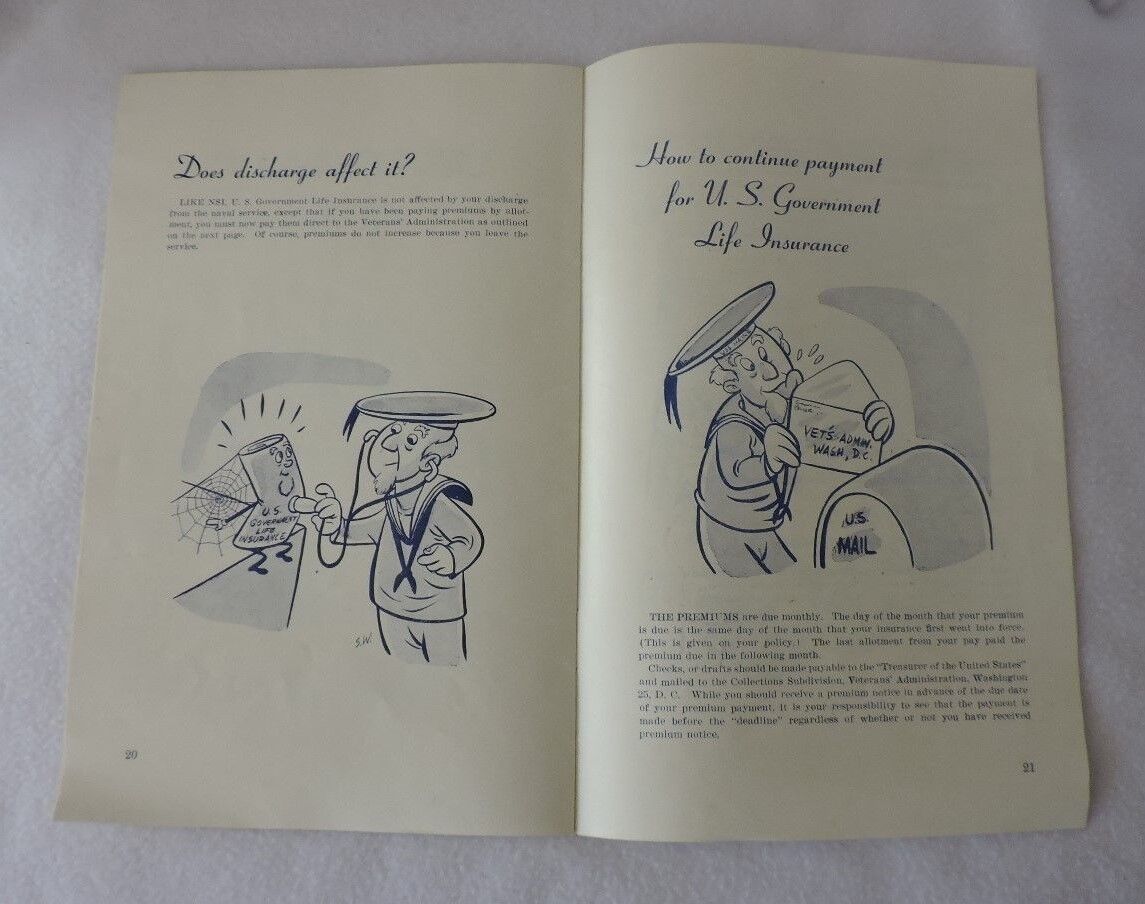 Does discharge affect it?
LIKE NSI, U. S. Government Life Insurance is not affected by your discharge
from the naval service, except that if you have been paying premiums by allot-
ment, you must now pay them direct to the Veterans' Administration as outlined
on the next page. Of course, premiums do not increase because you leave the
service.
U.S.
GOVERNMENT
LIFE
INSURANCE
S.W.
20
How to continue payment
for U. S. Government
Life Insurance
VET'S ADMIN.
WASH, D.C.
U.S.
MAIL
THE PREMIUMS are due monthly. The day of the month that your premium
is due is the same day of the month that your insurance first went into force.
(This is given on your policy.) The last allotment from your pay paid the
premium due in the following month.
Checks, or drafts should be made payable to the "Treasurer of the United States"
and mailed to the Collections Subdivision, Veterans' Administration, Washington
25, D. C. While you should receive a premium notice in advance of the due date
of your premium payment, it is your responsibility to see that the payment is
made before the "deadline" regardless of whether or not you have received
premium notice.
21